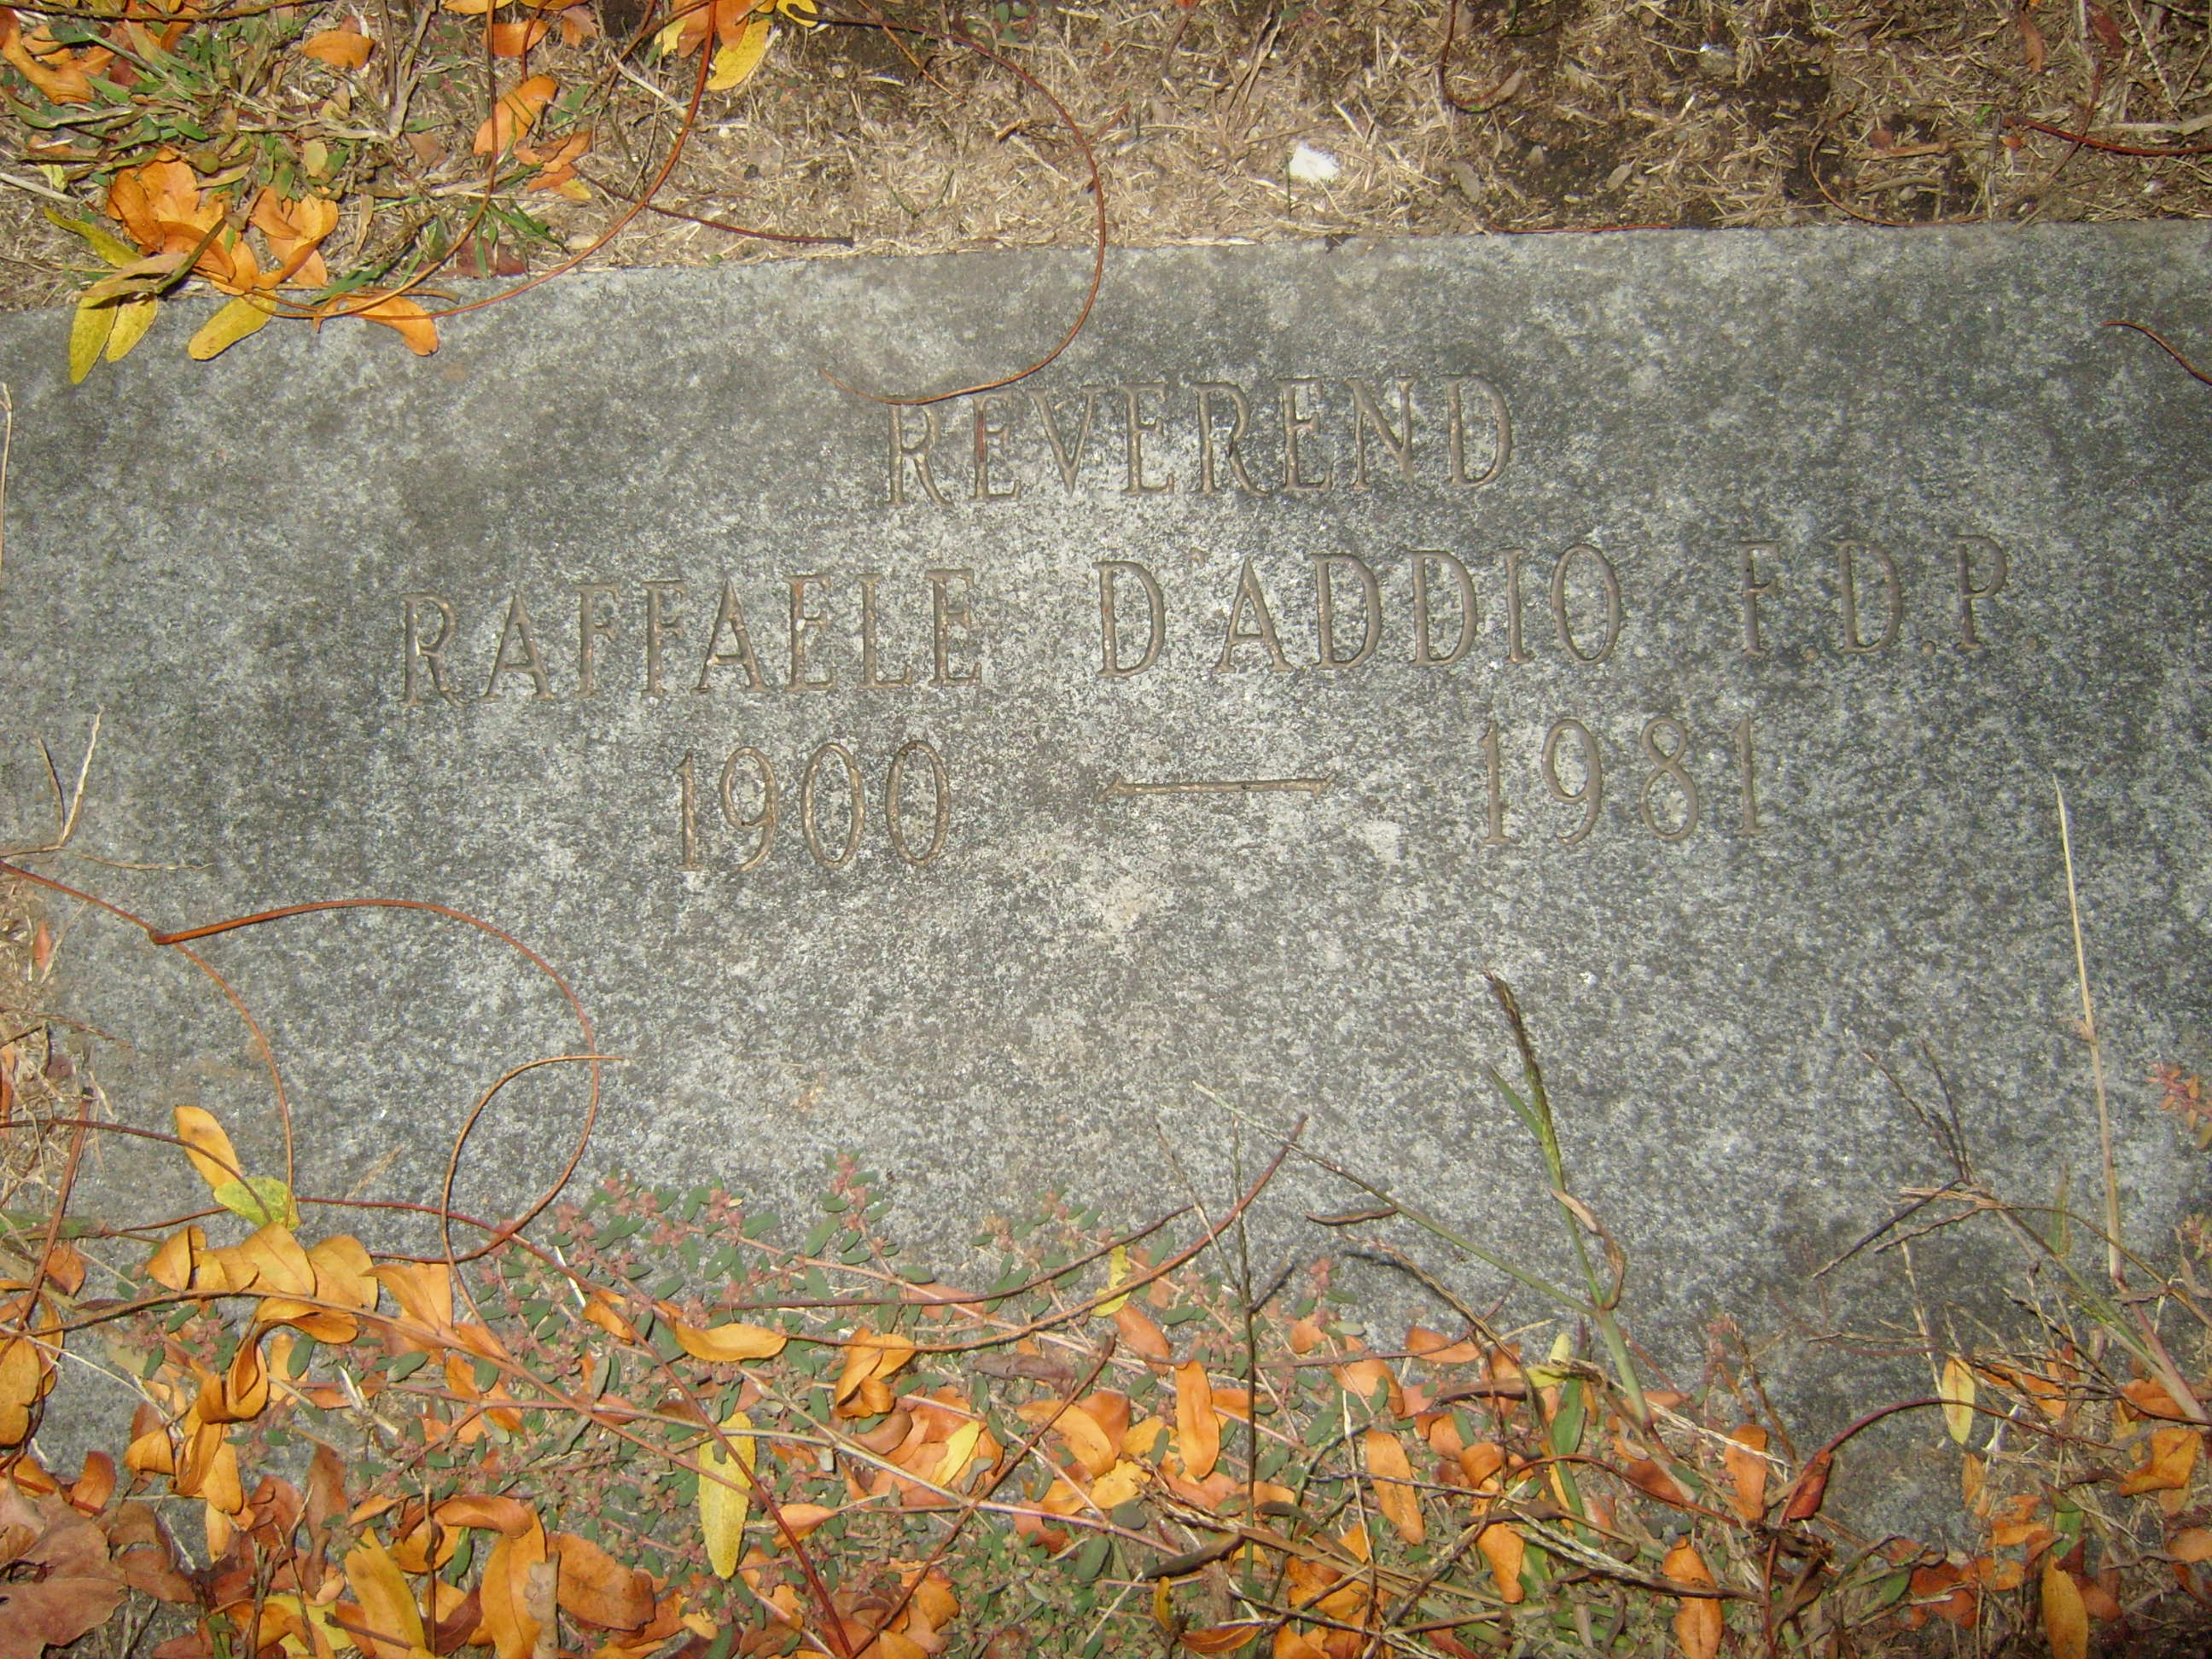 REVEREND
RAFFAELE D'ADDIO F.D.P.
1900 — 1981